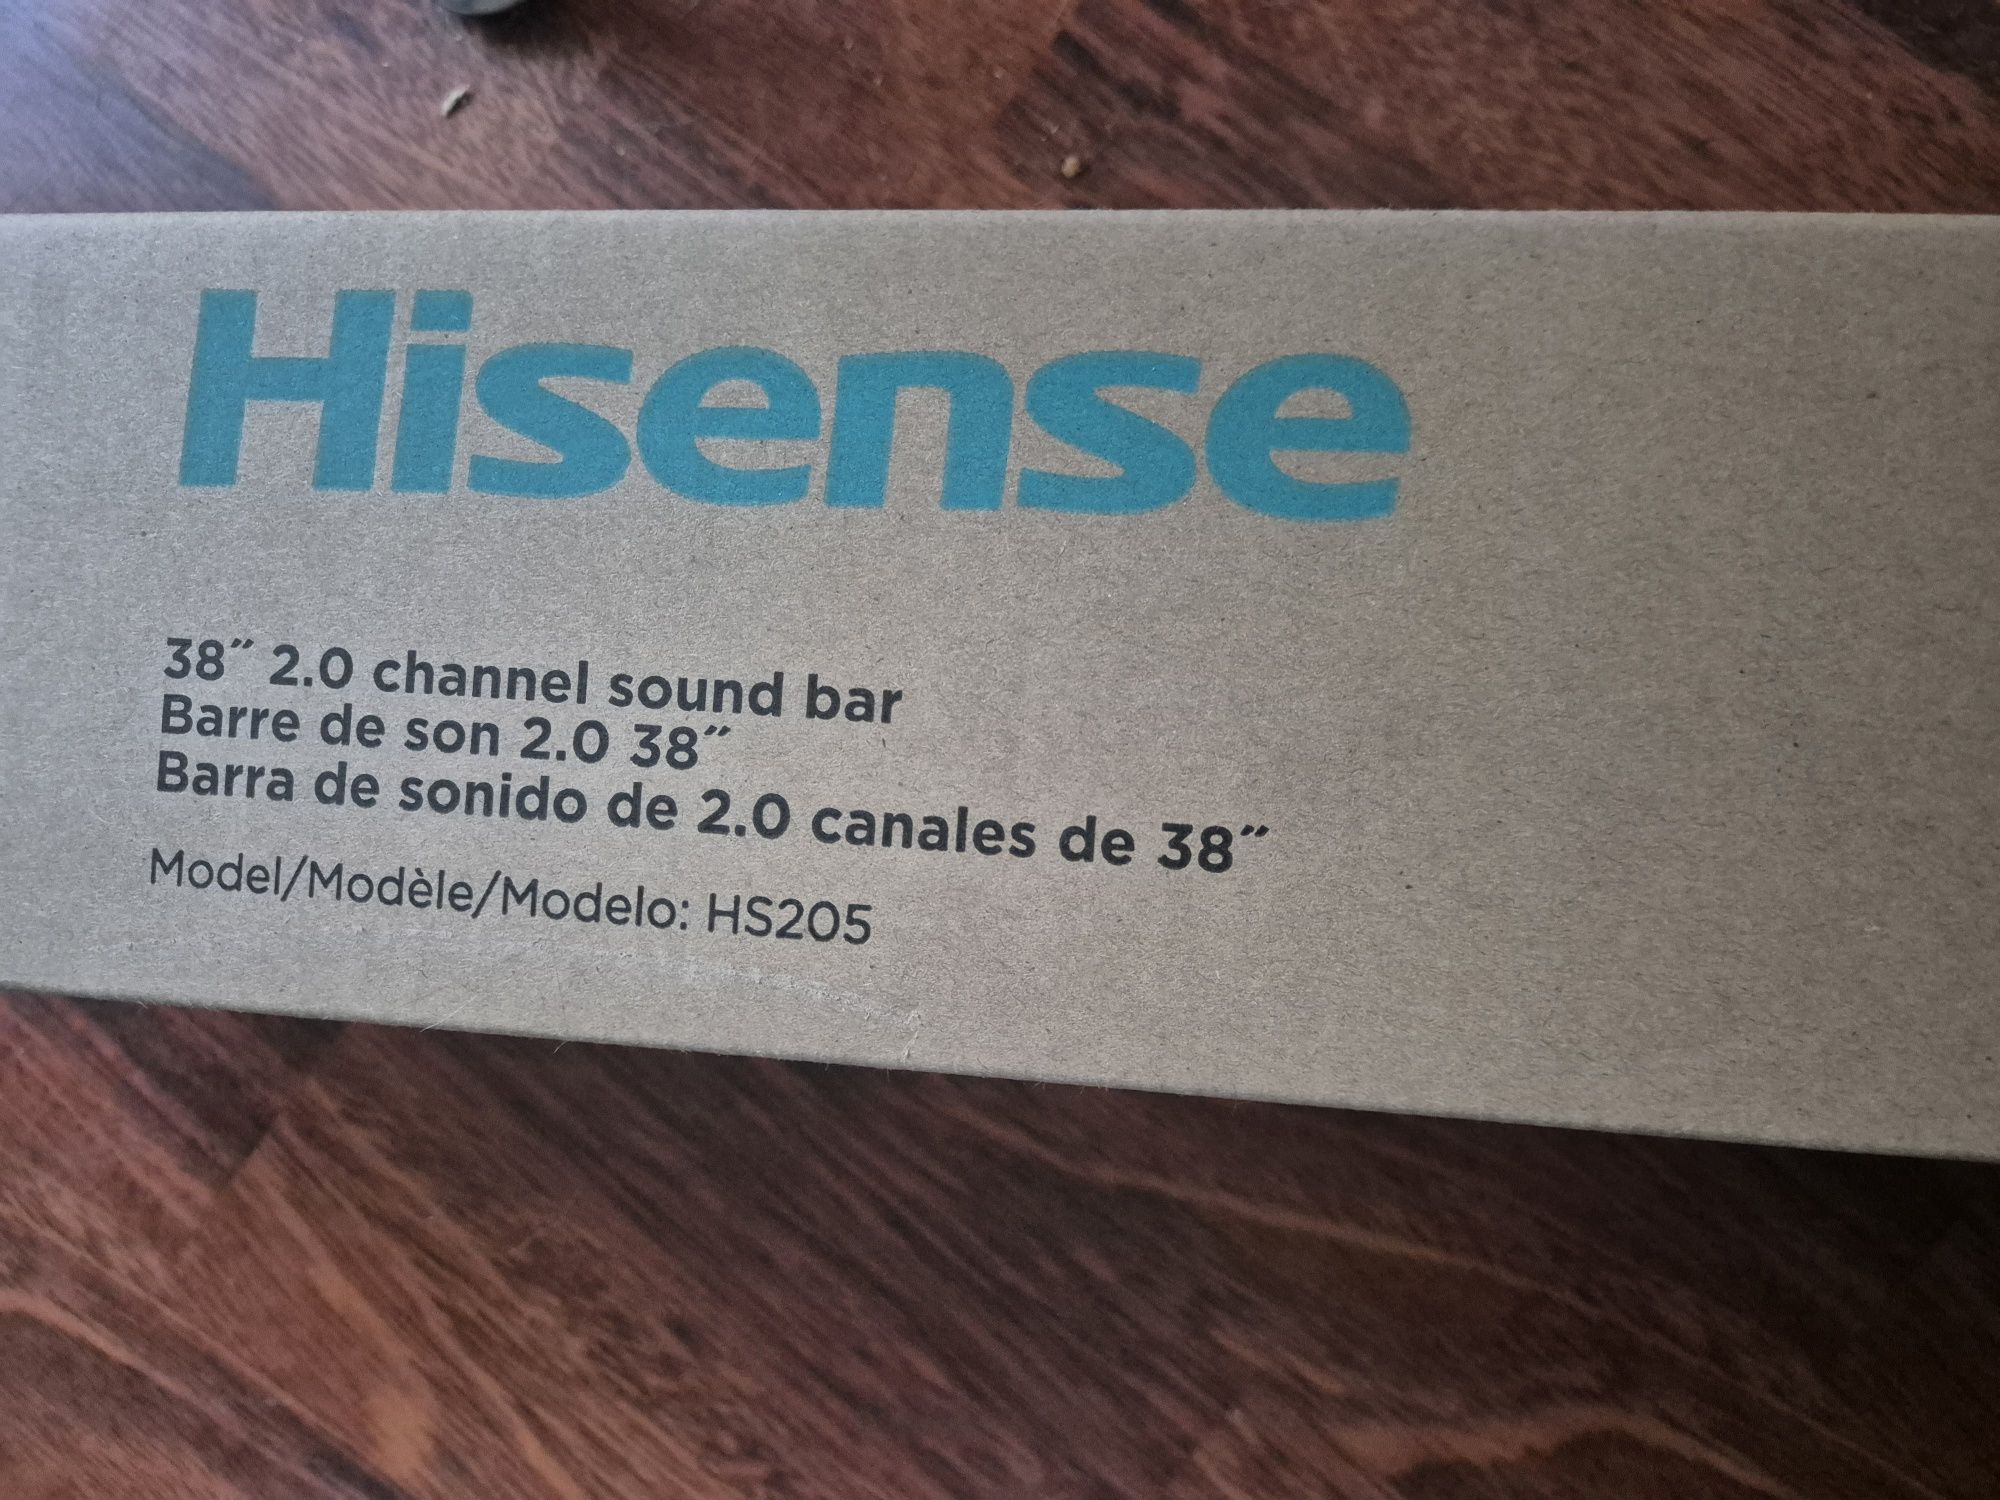 Hisense
38″ 2.0 channel sound bar
Barre de son 2.0 38″
Barra de sonido de 2.0 canales de 38″
Model/Modèle/Modelo: HS205